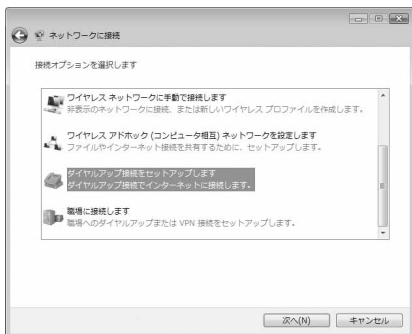 ネットワークに接続
接続オプションを選択します
ワイヤレス ネットワークに手動で接続します
非表示のネットワークに接続、または新しいワイヤレス プロファイルを作成します。
ワイヤレス アドホック (コンピュータ相互) ネットワークを設定します
ファイルやインターネット接続を共有するために、セットアップします。
ダイヤルアップ接続をセットアップします
ダイヤルアップ接続でインターネットに接続します。
職場に接続します
職場へのダイヤルアップまたは VPN 接続をセットアップします。
次へ(N)
キャンセル